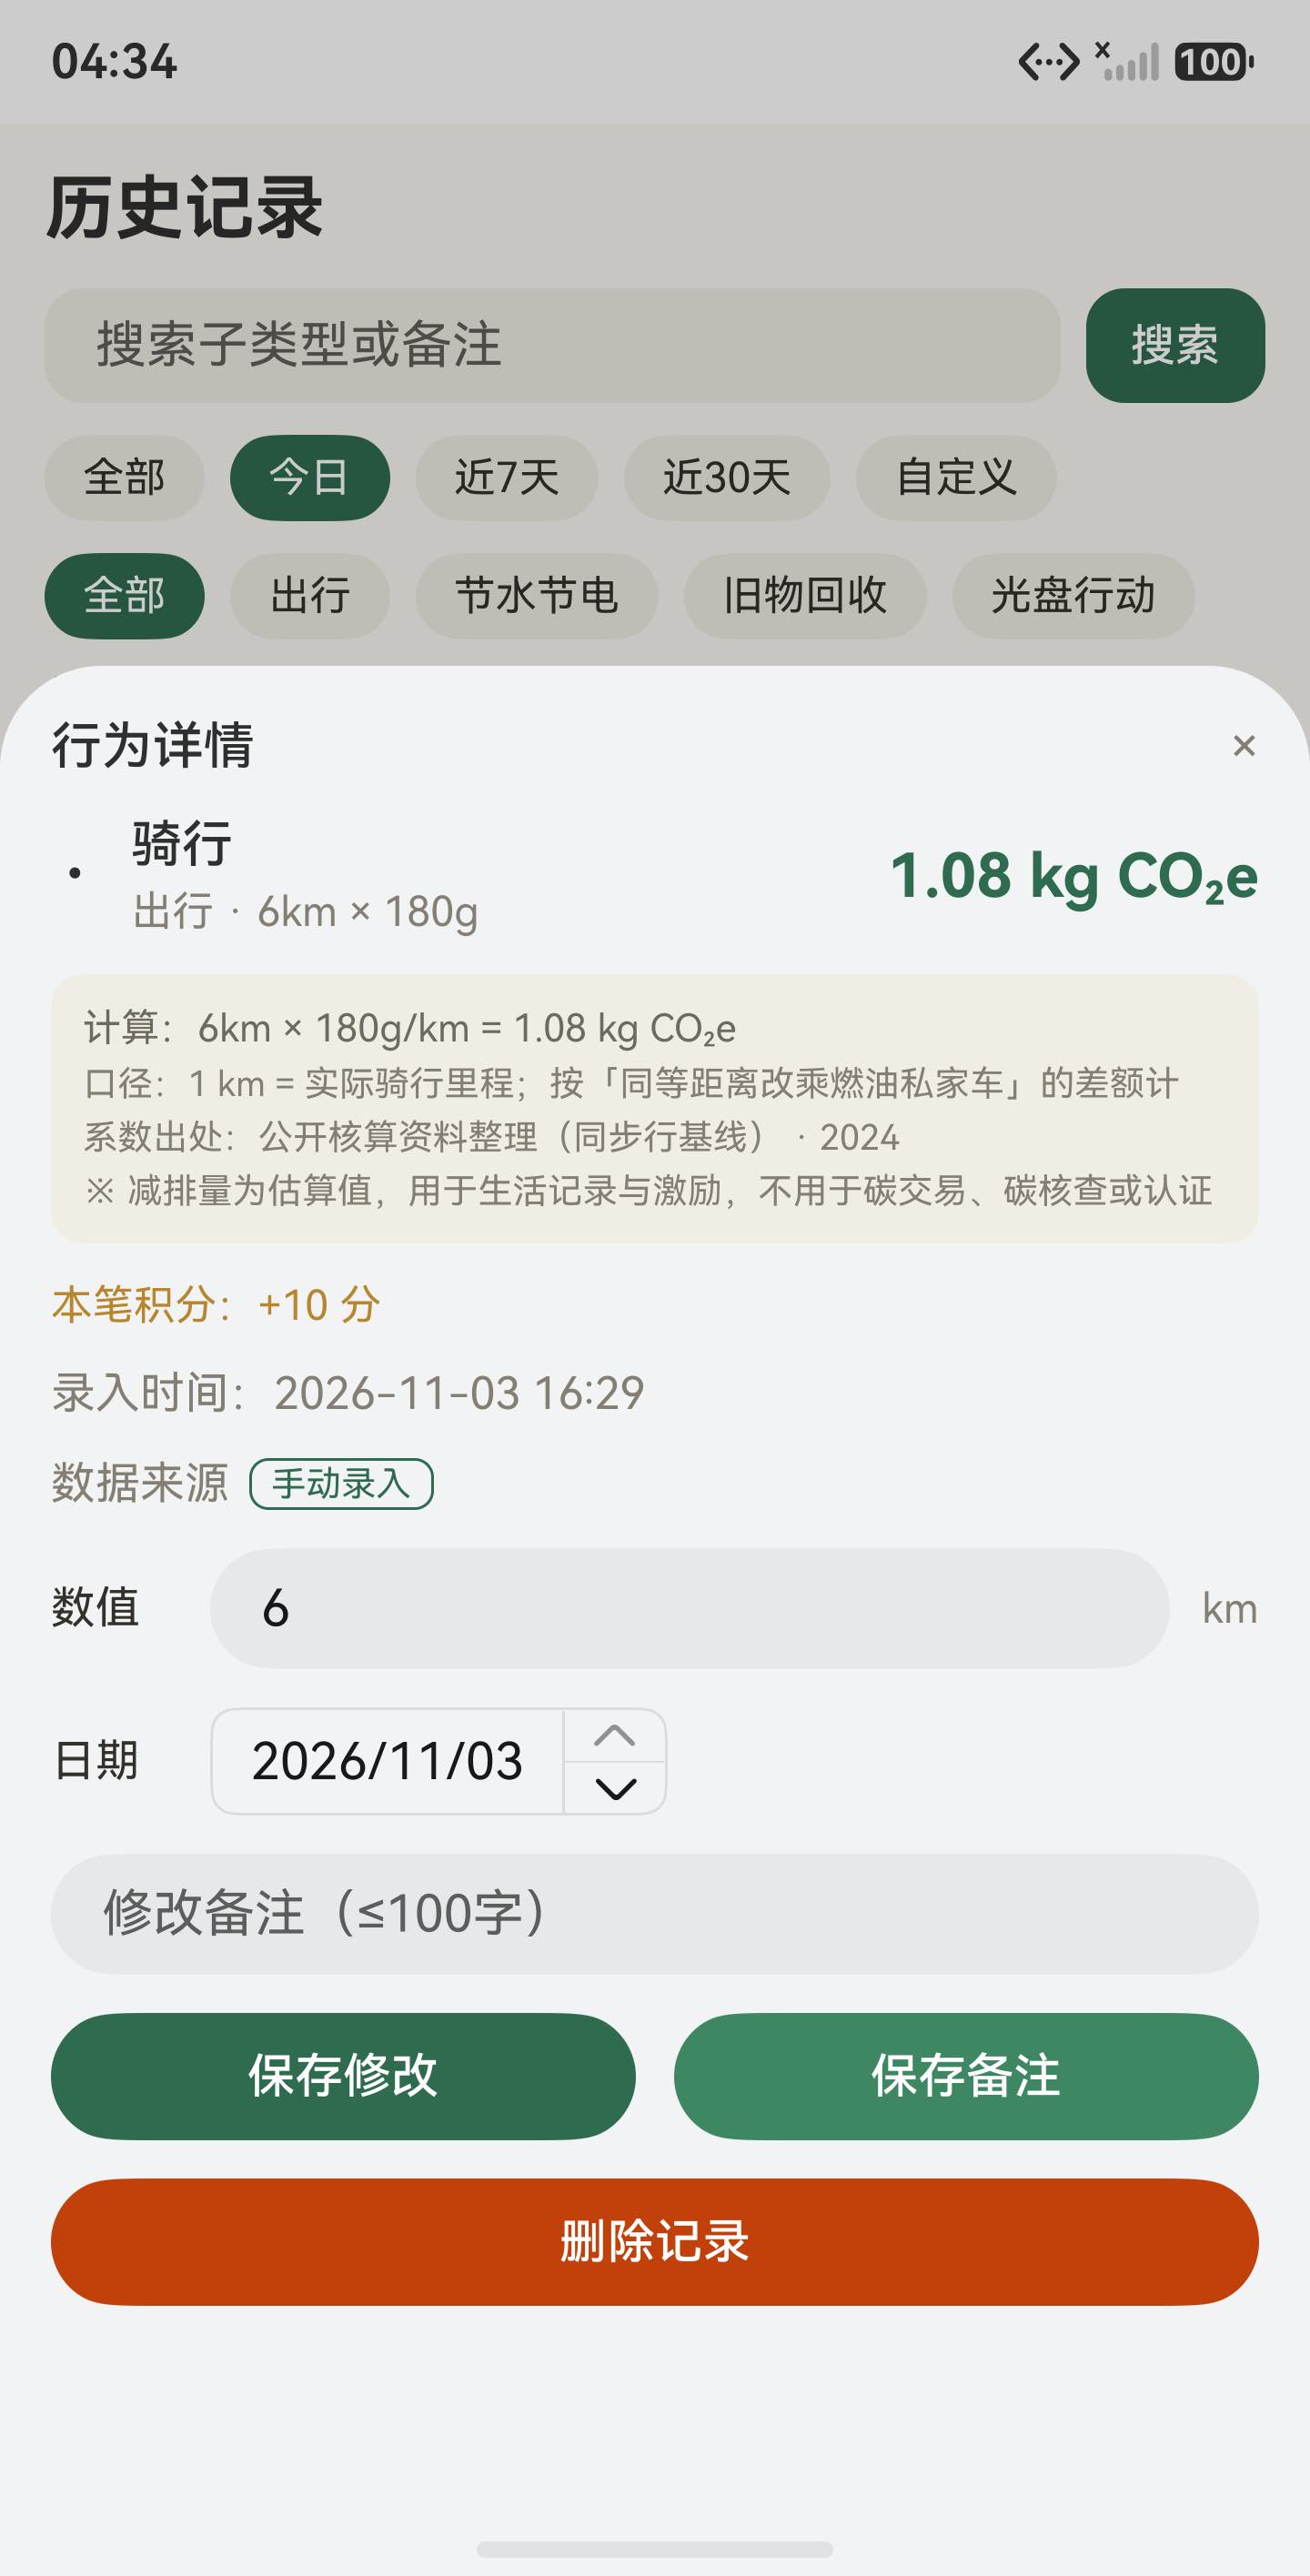 04:34
100
历史记录
搜索子类型或备注
搜索
全部 今日 近7天 近30天 自定义
全部 出行 节水节电 旧物回收 光盘行动
行为详情 ×
骑行
出行 · 6km × 180g
1.08 kg CO₂e
计算：6km × 180g/km = 1.08 kg CO₂e
口径：1 km = 实际骑行里程；按「同等距离改乘燃油私家车」的差额计
系数出处：公开核算资料整理（同步行基线） · 2024
※ 减排量为估算值，用于生活记录与激励，不用于碳交易、碳核查或认证
本笔积分：+10 分
录入时间：2026-11-03 16:29
数据来源 手动录入
数值 6 km
日期 2026/11/03
修改备注（≤100字）
保存修改 保存备注
删除记录